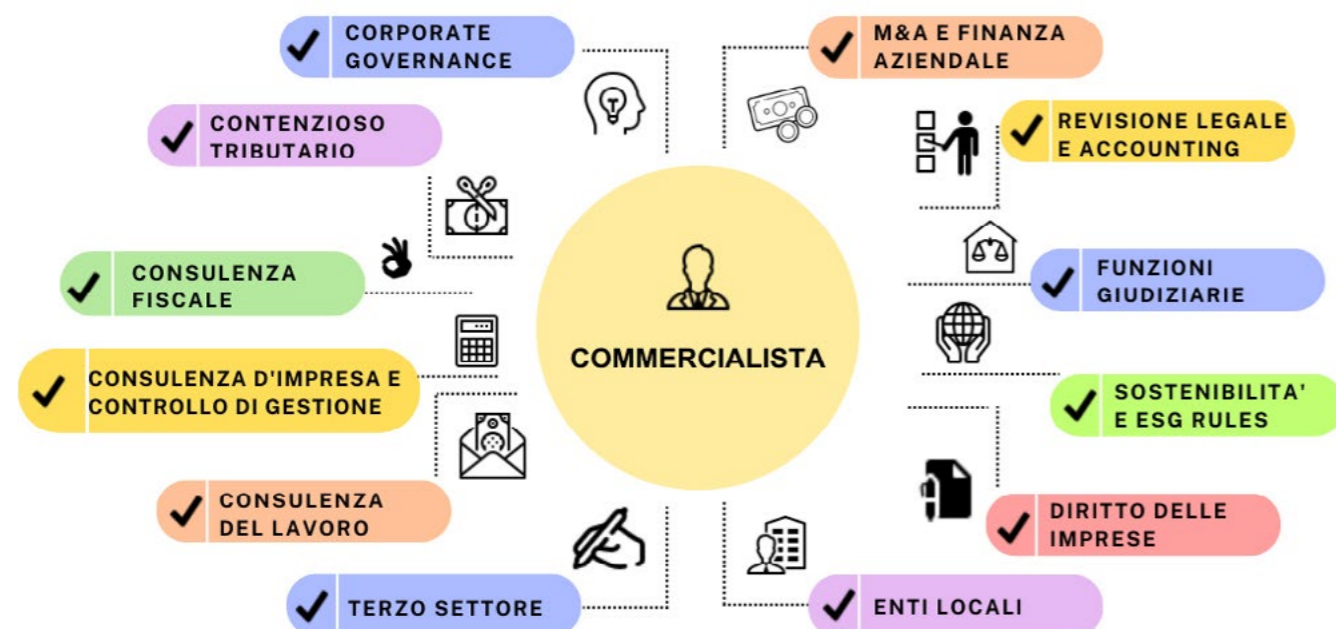 CORPORATE
GOVERNANCE
M&A E FINANZA
AZIENDALE
CONTENZIOSO
TRIBUTARIO
REVISIONE LEGALE
E ACCOUNTING
CONSULENZA
FISCALE
FUNZIONI
GIUDIZIARIE
COMMERCIALISTA
CONSULENZA D'IMPRESA E
CONTROLLO DI GESTIONE
SOSTENIBILITA'
E ESG RULES
CONSULENZA
DEL LAVORO
DIRITTO DELLE
IMPRESE
TERZO SETTORE
ENTI LOCALI